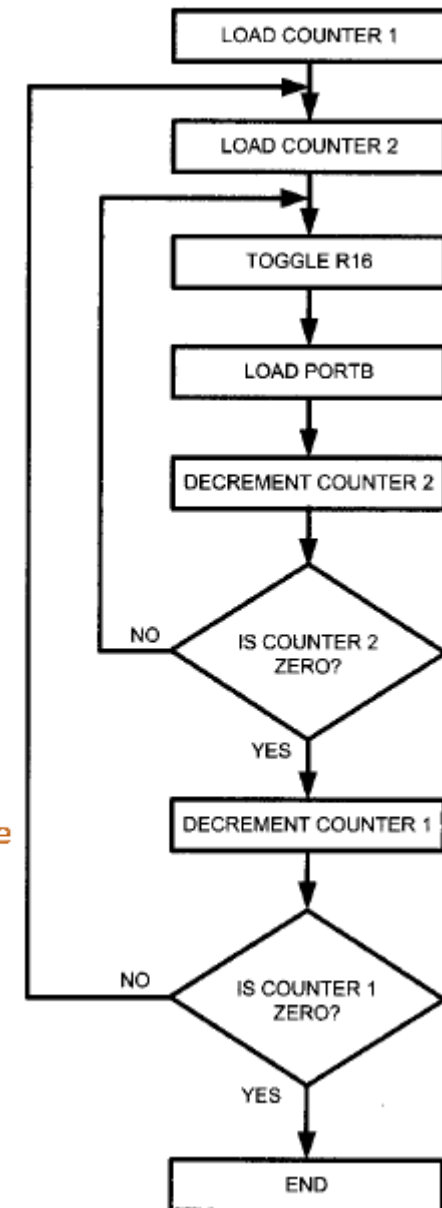 LOAD COUNTER 1
LOAD COUNTER 2
TOGGLE R16
LOAD PORTB
DECREMENT COUNTER 2
NO
IS COUNTER 2
ZERO?
YES
e
DECREMENT COUNTER 1
NO
IS COUNTER 1
ZERO?
YES
END